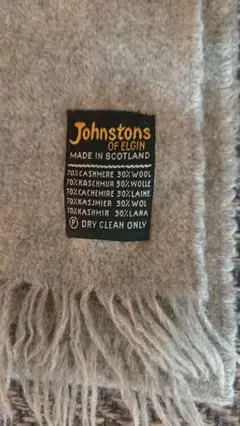 Johnstons
OF ELGIN
MADE IN SCOTLAND
70%CASHMERE 30%WOOL
70%KASCHMUR 30%WOLLE
70%CACHEMIRE 30%LAINE
70%KASJMIER 30%WOL
70%KASHMIR 30%LANA
Ⓟ DRY CLEAN ONLY